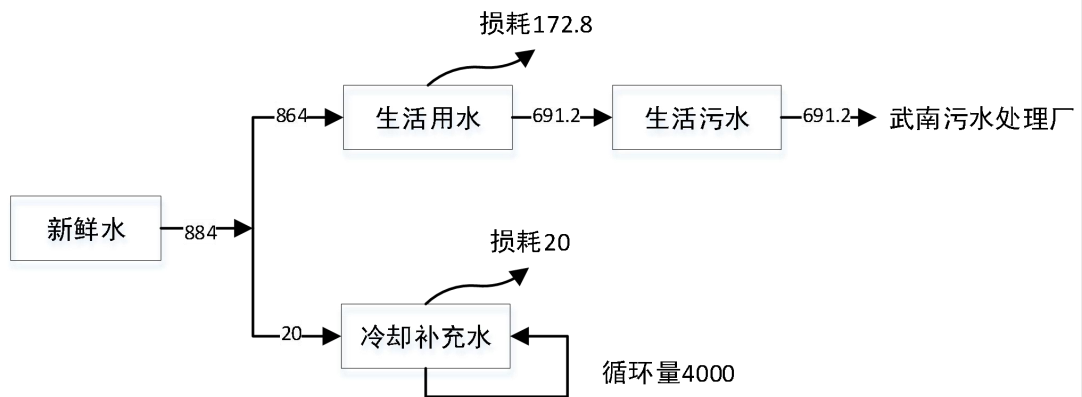 损耗172.8
864
生活用水
691.2
生活污水
691.2
武南污水处理厂
新鲜水
884
损耗20
20
冷却补充水
循环量4000